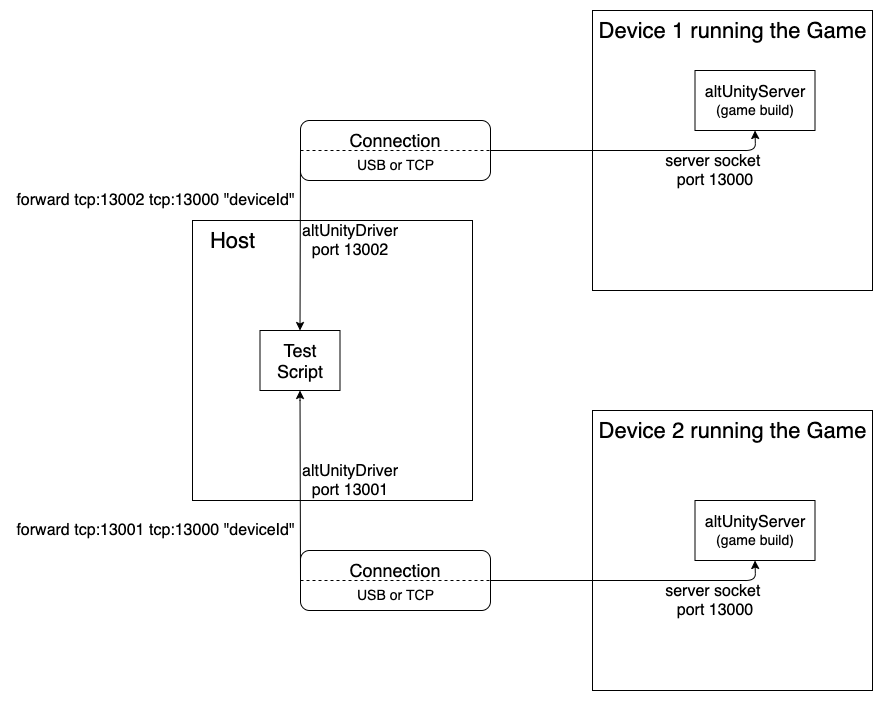 Device 1 running the Game
altUnityServer
(game build)
Connection
USB or TCP
server socket
port 13000
forward tcp:13002 tcp:13000 "deviceId"
Host
altUnityDriver
port 13002
Test
Script
Device 2 running the Game
altUnityDriver
port 13001
forward tcp:13001 tcp:13000 "deviceId"
altUnityServer
(game build)
Connection
USB or TCP
server socket
port 13000